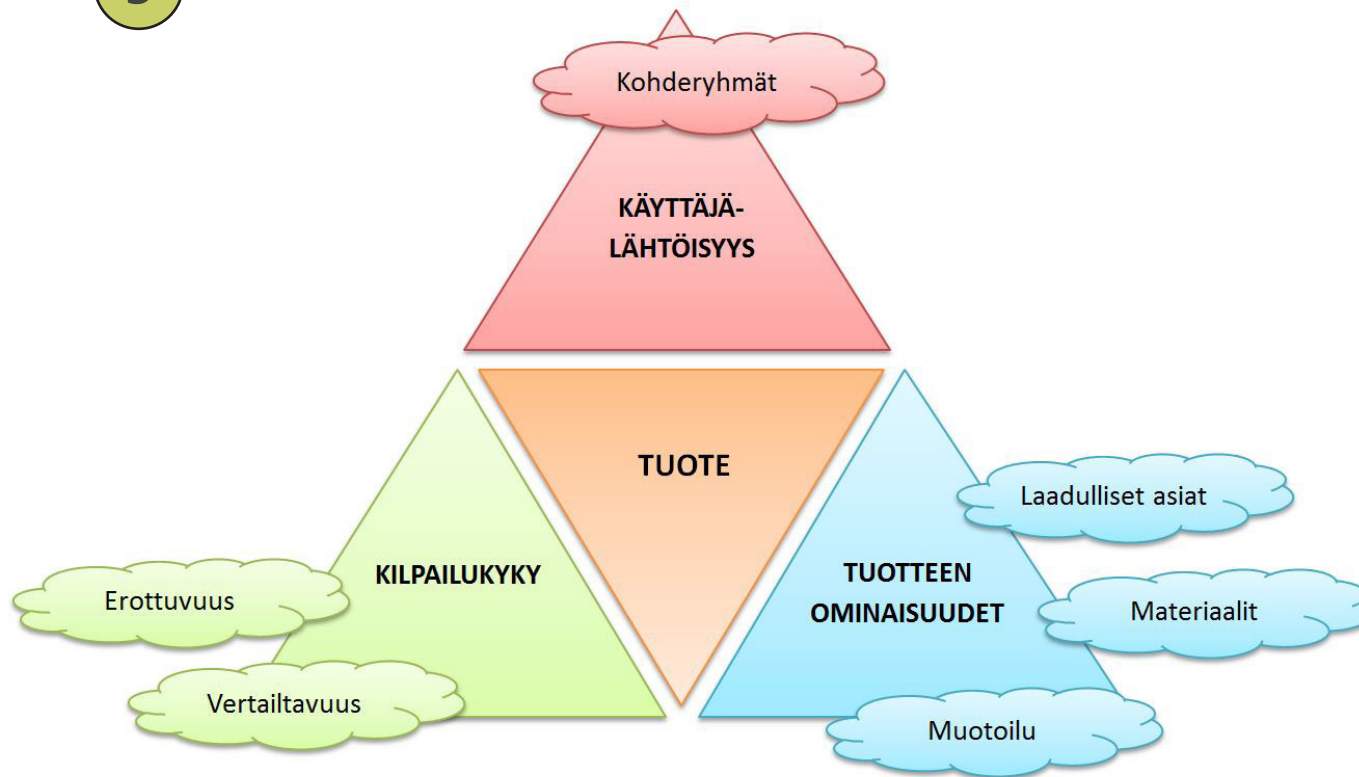 Kohderyhmät
KÄYTTÄJÄ-
LÄHTÖISYYS
TUOTE
KILPAILUKYKY
Erottuvuus
Vertailtavuus
TUOTTEEN
OMINAISUUDET
Laadulliset asiat
Materiaalit
Muotoilu